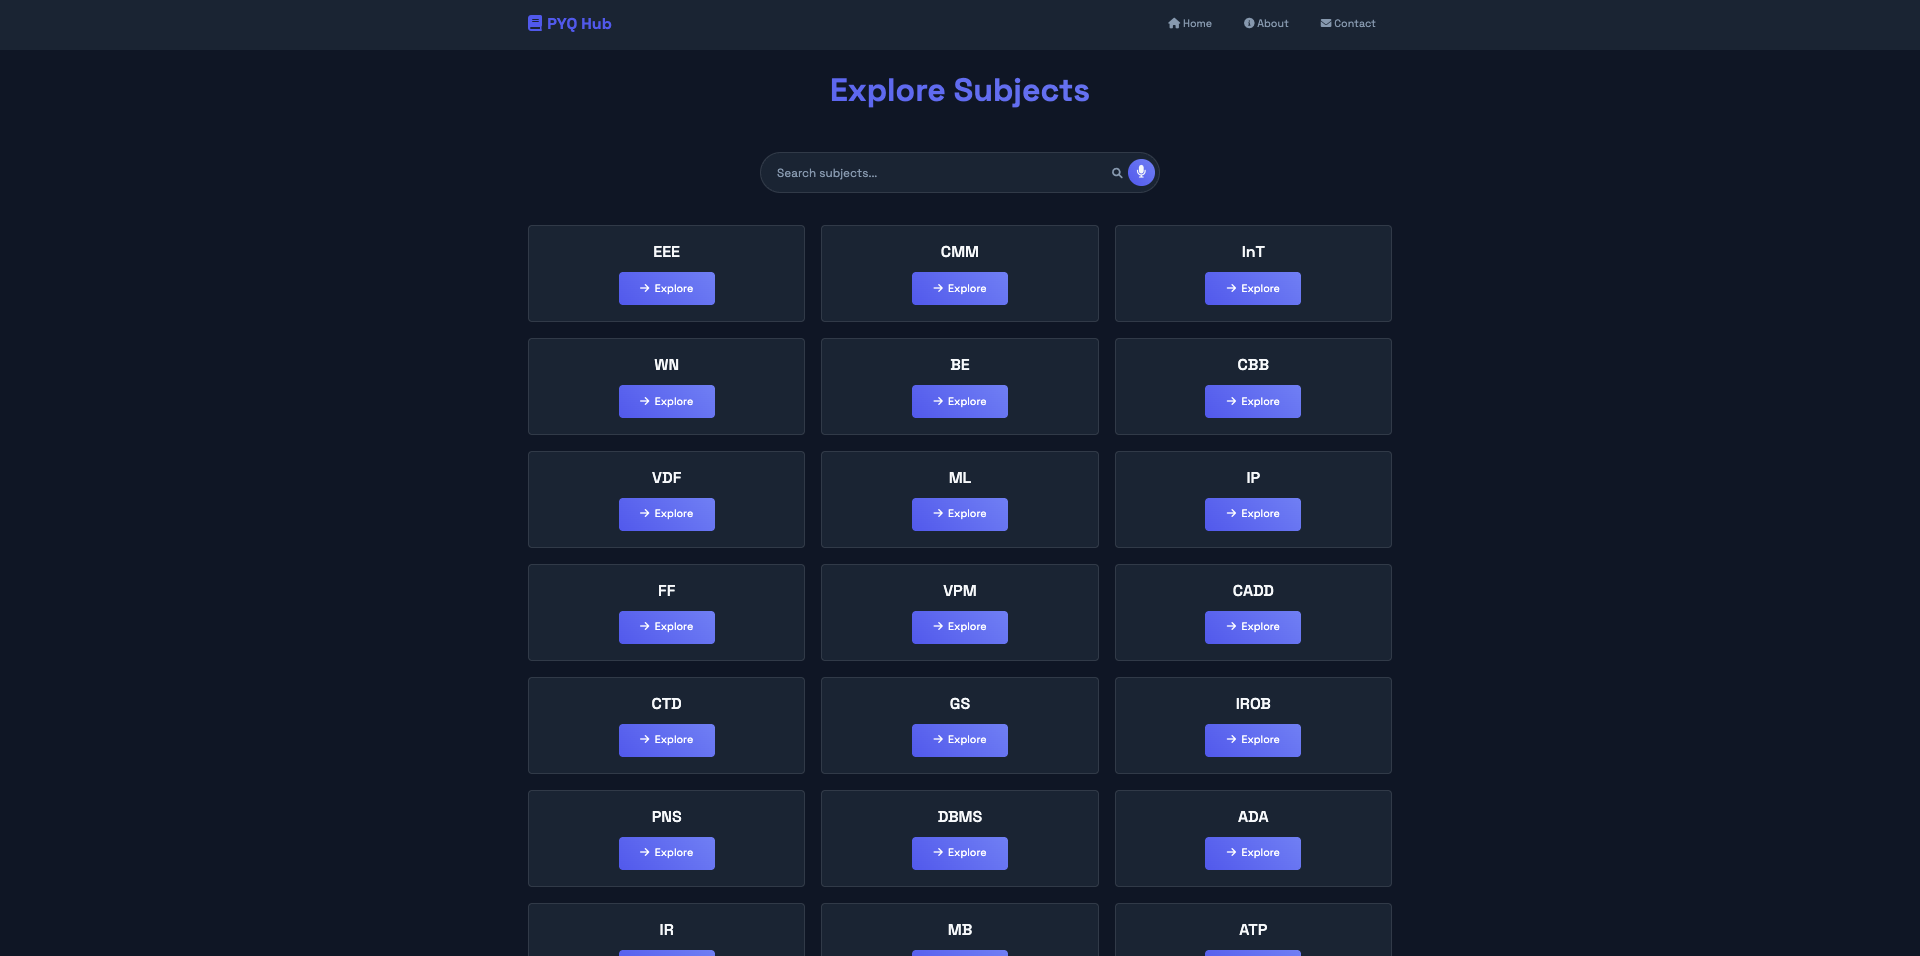 PYQ Hub
Home About Contact
Explore Subjects
Search subjects...
EEE CMM InT
Explore Explore Explore
WN BE CBB
Explore Explore Explore
VDF ML IP
Explore Explore Explore
FF VPM CADD
Explore Explore Explore
CTD GS IROB
Explore Explore Explore
PNS DBMS ADA
Explore Explore Explore
IR MB ATP